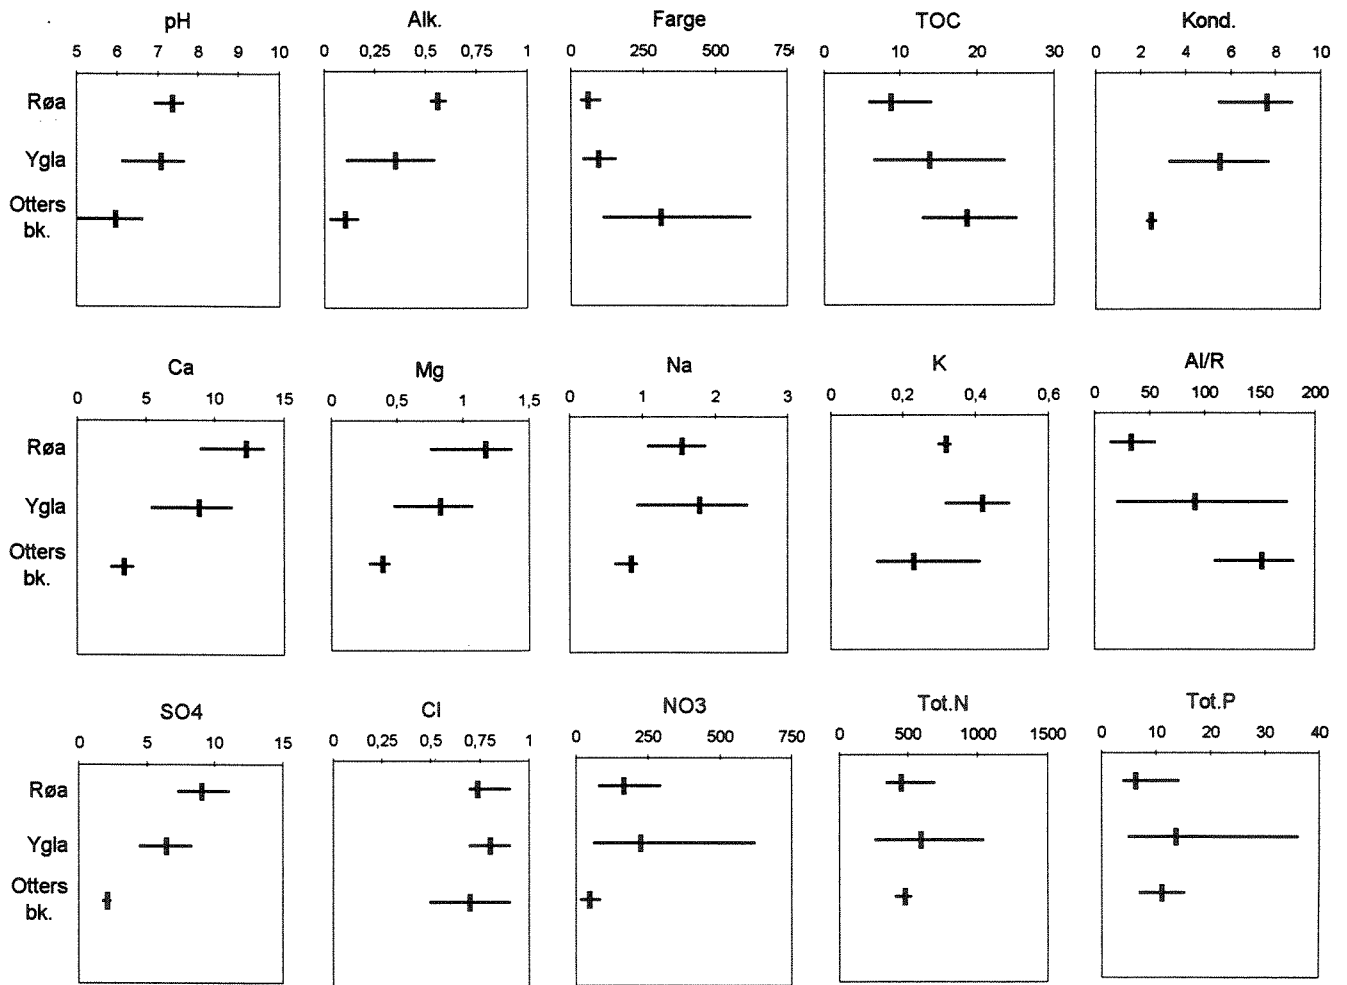 pH Alk. Farge TOC Kond.
5 6 7 8 9 10 0 0,25 0,5 0,75 1 0 250 500 75 0 10 20 30 0 2 4 6 8 10
Røa
Ygla
Otters
bk.
Ca Mg Na K Al/R
0 5 10 15 0 0,5 1 1,5 0 1 2 3 0 0,2 0,4 0,6 0 50 100 150 200
Røa
Ygla
Otters
bk.
SO4 Cl NO3 Tot.N Tot.P
0 5 10 15 0 0,25 0,5 0,75 1 0 250 500 750 0 500 1000 1500 0 10 20 30 40
Røa
Ygla
Otters
bk.